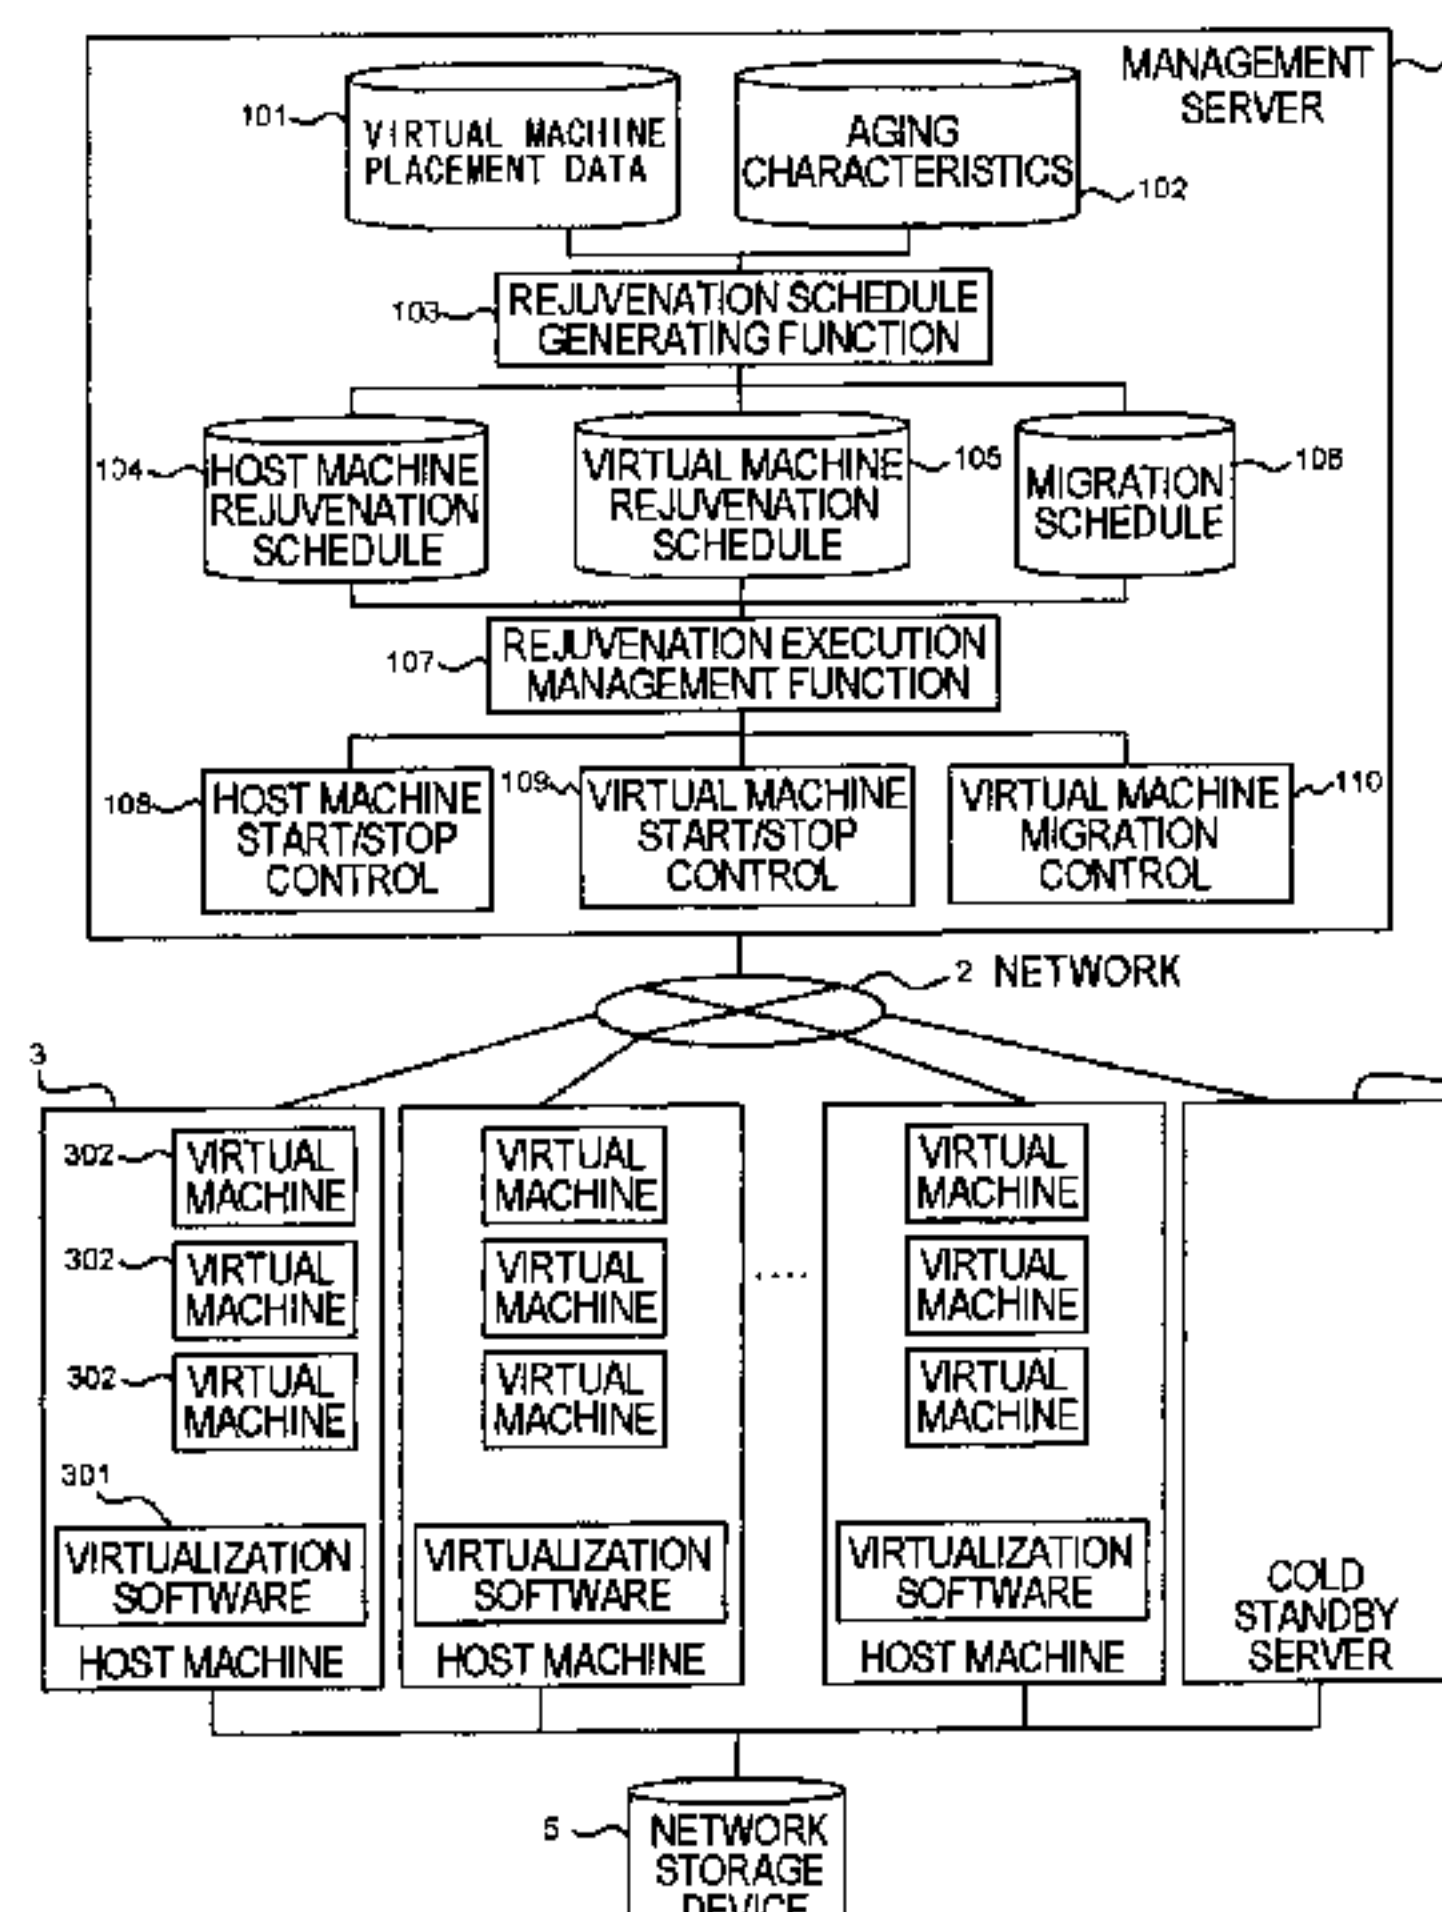 MANAGEMENT
SERVER
101
VIRTUAL MACHINE
PLACEMENT DATA
AGING
CHARACTERISTICS
102
103
REJUVENATION SCHEDULE
GENERATING FUNCTION
104
HOST MACHINE
REJUVENATION
SCHEDULE
VIRTUAL MACHINE
REJUVENATION
SCHEDULE
105
MIGRATION
SCHEDULE
106
107
REJUVENATION EXECUTION
MANAGEMENT FUNCTION
108
HOST MACHINE
START/STOP
CONTROL
109
VIRTUAL MACHINE
START/STOP
CONTROL
VIRTUAL MACHINE
MIGRATION
CONTROL
110
2 NETWORK
3
302
VIRTUAL
MACHINE
302
VIRTUAL
MACHINE
302
VIRTUAL
MACHINE
301
VIRTUALIZATION
SOFTWARE
HOST MACHINE
VIRTUAL
MACHINE
VIRTUAL
MACHINE
VIRTUAL
MACHINE
VIRTUALIZATION
SOFTWARE
HOST MACHINE
....
VIRTUAL
MACHINE
VIRTUAL
MACHINE
VIRTUAL
MACHINE
VIRTUALIZATION
SOFTWARE
HOST MACHINE
COLD
STANDBY
SERVER
5
NETWORK
STORAGE
DEVICE